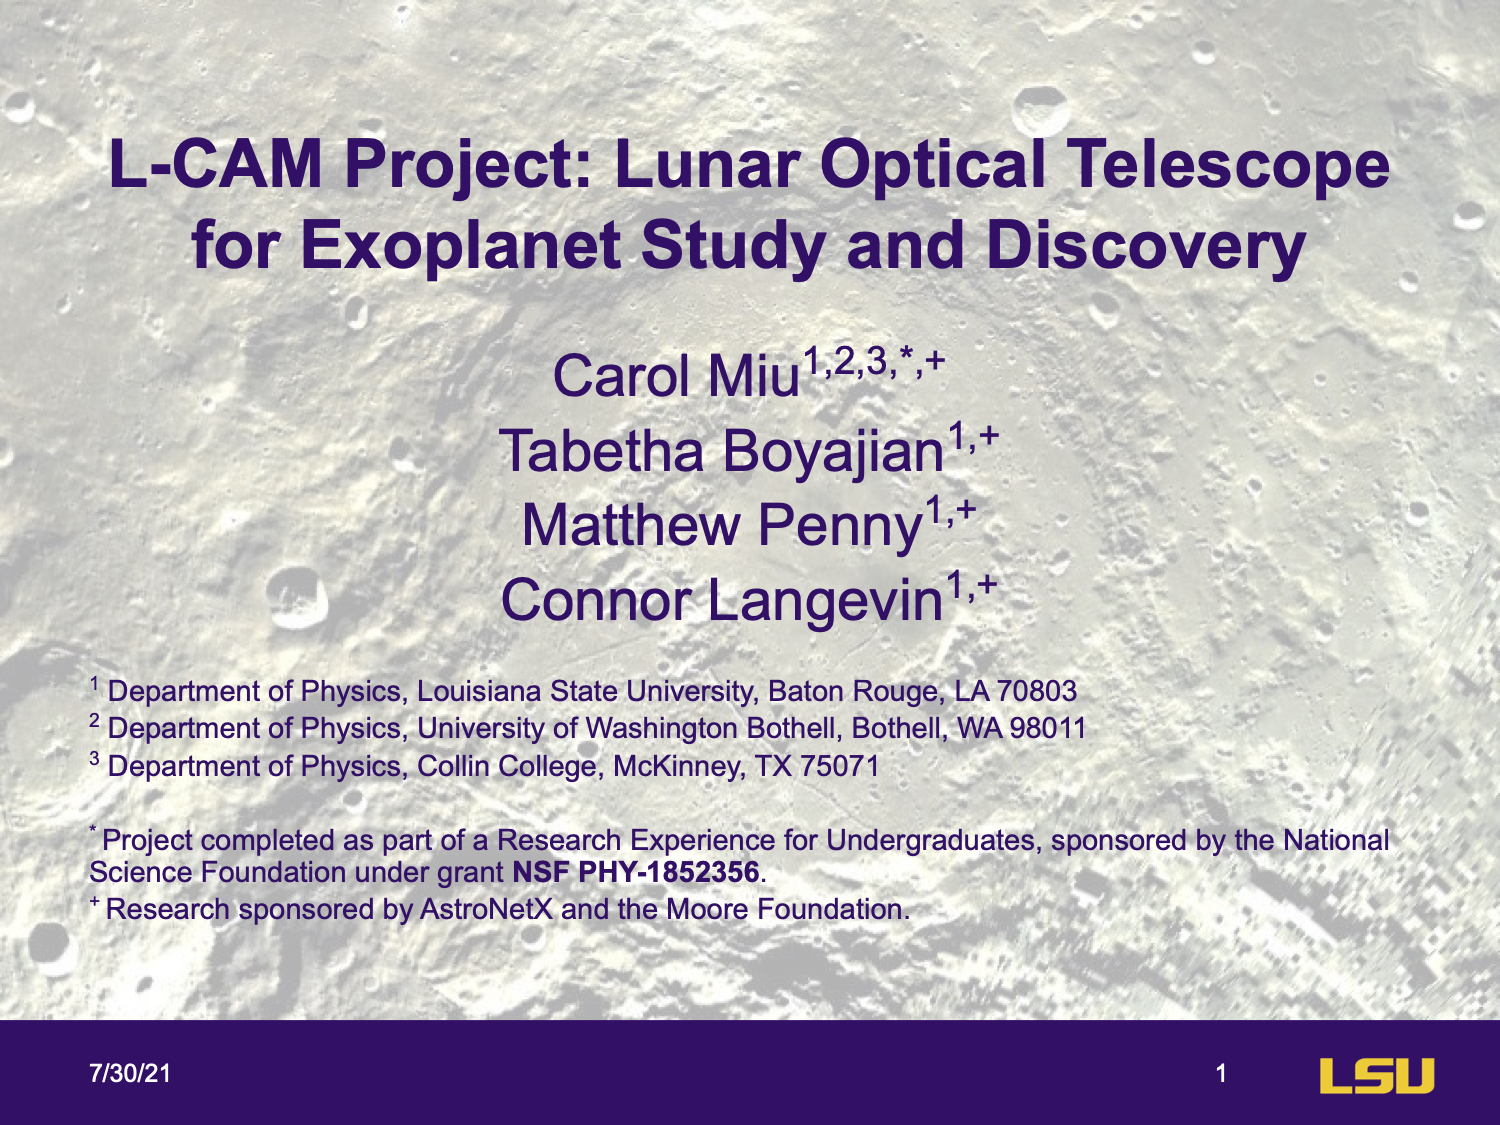 L-CAM Project: Lunar Optical Telescope
for Exoplanet Study and Discovery
Carol Miu1,2,3,*,+
Tabetha Boyajian1,+
Matthew Penny1,+
Connor Langevin1,+
1 Department of Physics, Louisiana State University, Baton Rouge, LA 70803
2 Department of Physics, University of Washington Bothell, Bothell, WA 98011
3 Department of Physics, Collin College, McKinney, TX 75071
* Project completed as part of a Research Experience for Undergraduates, sponsored by the National
Science Foundation under grant NSF PHY-1852356.
+ Research sponsored by AstroNetX and the Moore Foundation.
7/30/21
1
LSU